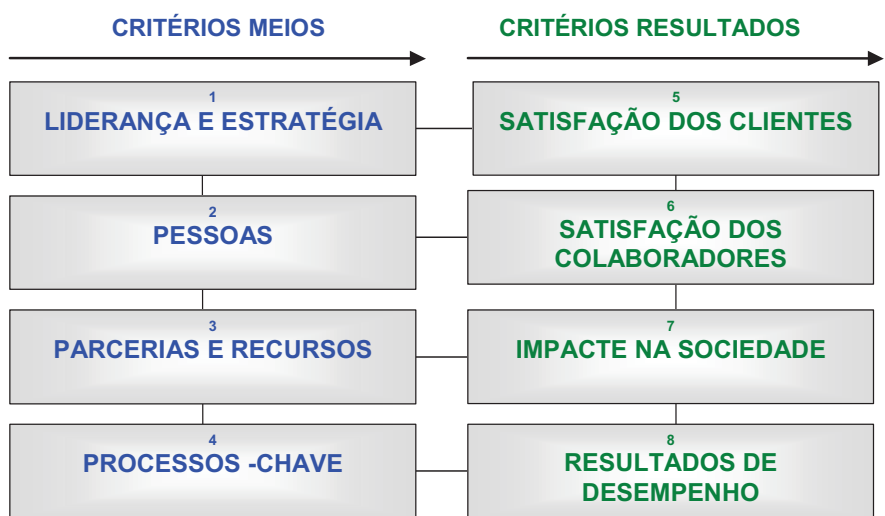 CRITÉRIOS MEIOS
CRITÉRIOS RESULTADOS
1
LIDERANÇA E ESTRATÉGIA
5
SATISFAÇÃO DOS CLIENTES
2
PESSOAS
6
SATISFAÇÃO DOS
COLABORADORES
3
PARCERIAS E RECURSOS
7
IMPACTE NA SOCIEDADE
4
PROCESSOS -CHAVE
8
RESULTADOS DE
DESEMPENHO